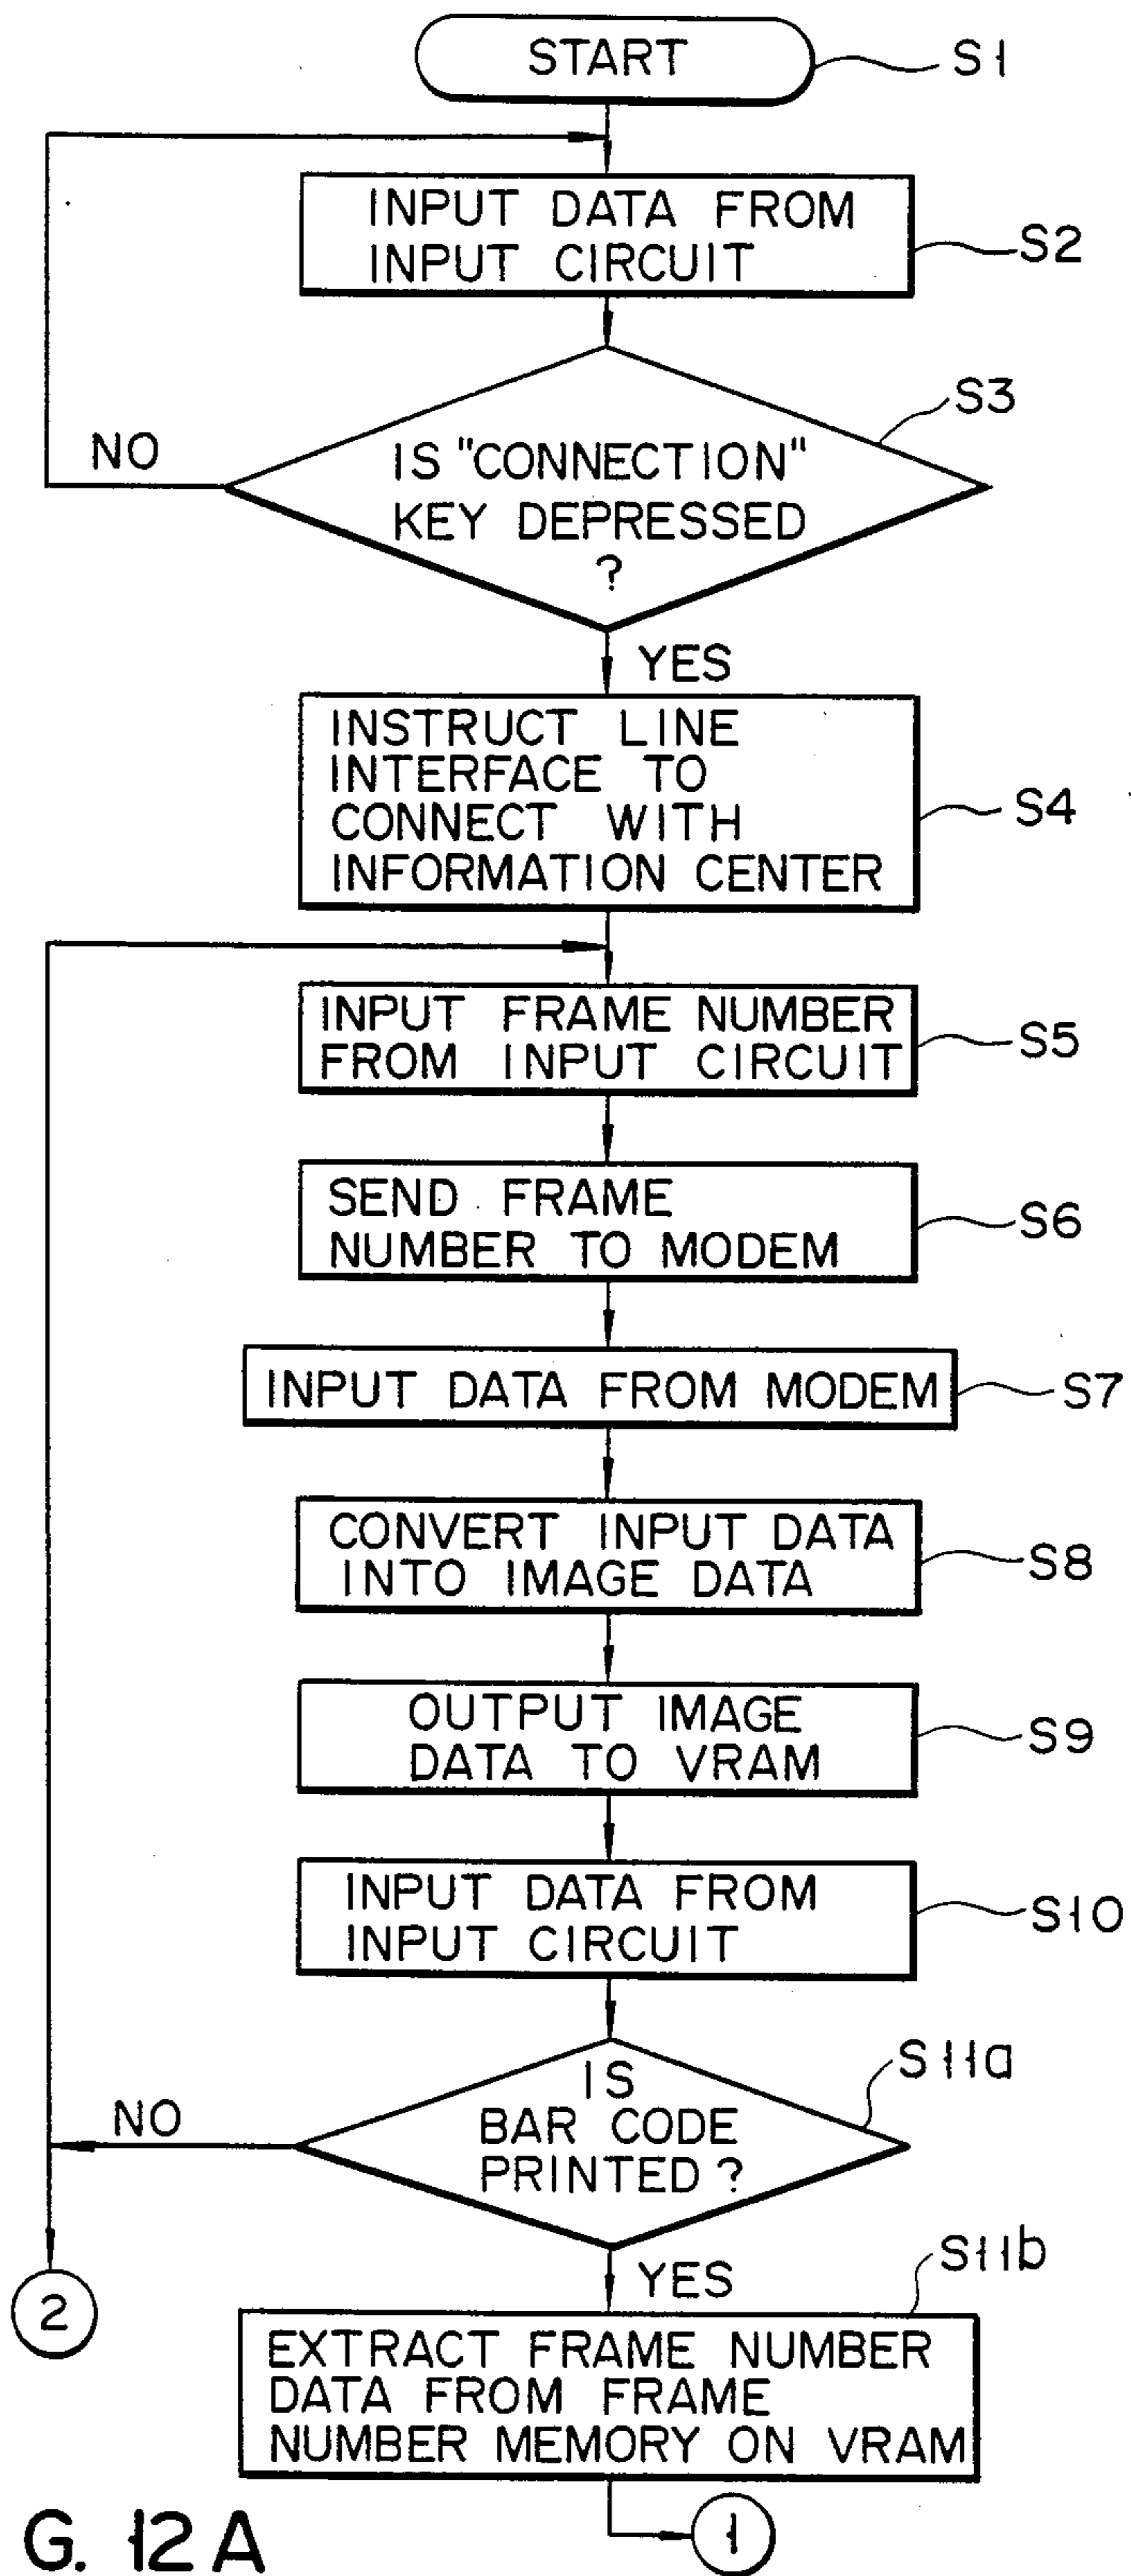 START
S1
INPUT DATA FROM
INPUT CIRCUIT
S2
S3
IS "CONNECTION"
KEY DEPRESSED
?
NO
YES
INSTRUCT LINE
INTERFACE TO
CONNECT WITH
INFORMATION CENTER
S4
INPUT FRAME NUMBER
FROM INPUT CIRCUIT
S5
SEND FRAME
NUMBER TO MODEM
S6
INPUT DATA FROM MODEM
S7
CONVERT INPUT DATA
INTO IMAGE DATA
S8
OUTPUT IMAGE
DATA TO VRAM
S9
INPUT DATA FROM
INPUT CIRCUIT
S10
S11a
IS
BAR CODE
PRINTED?
NO
YES
S11b
2
EXTRACT FRAME NUMBER
DATA FROM FRAME
NUMBER MEMORY ON VRAM
1
G. 12A